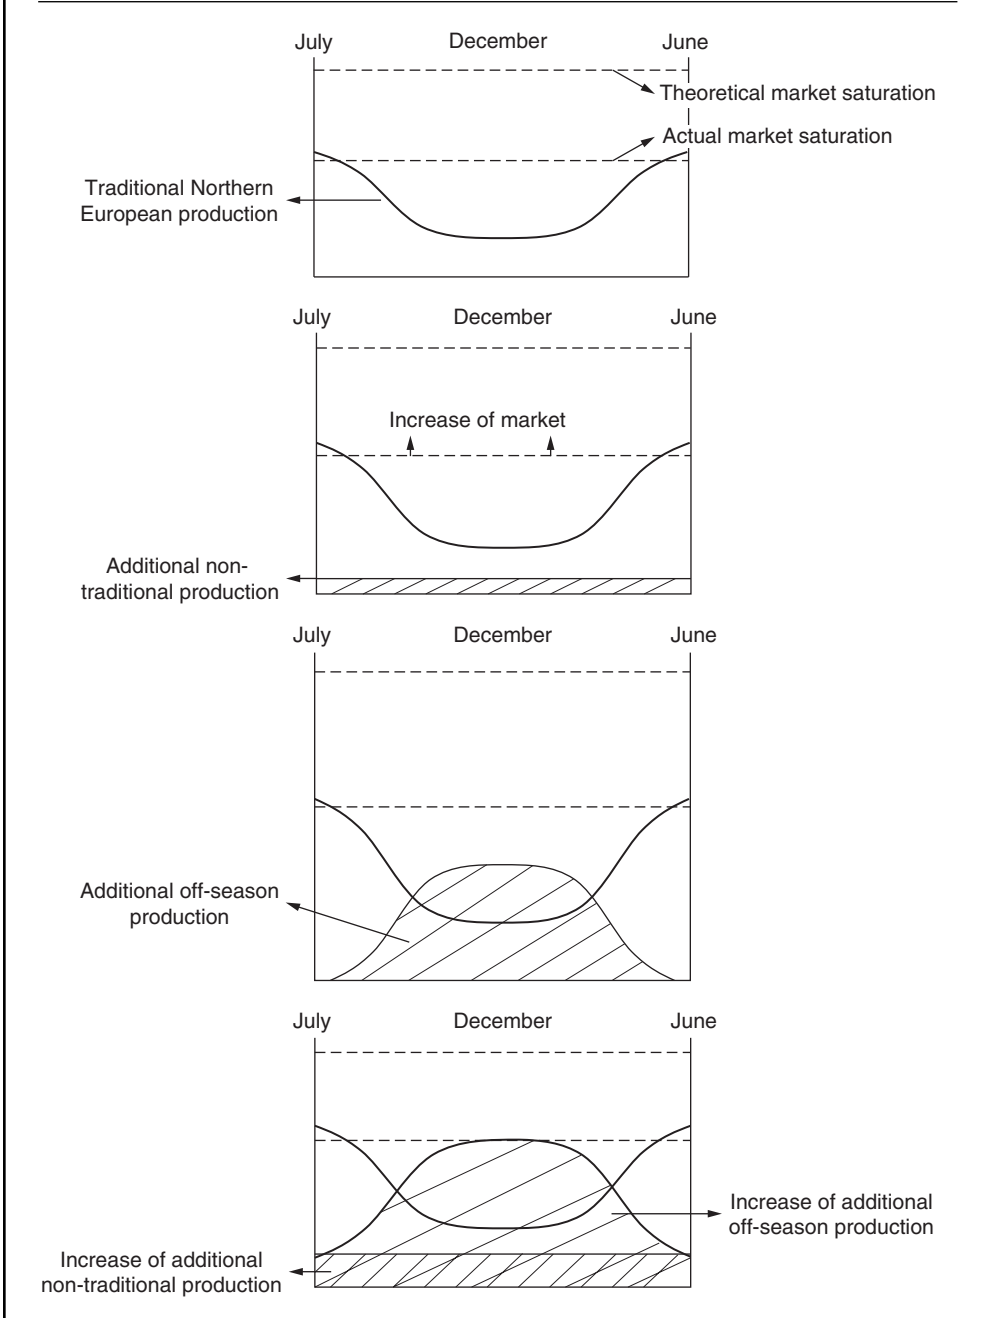 July December June
Theoretical market saturation
Actual market saturation
Traditional Northern
European production
July December June
Increase of market
Additional non-
traditional production
July December June
Additional off-season
production
July December June
Increase of additional
off-season production
Increase of additional
non-traditional production